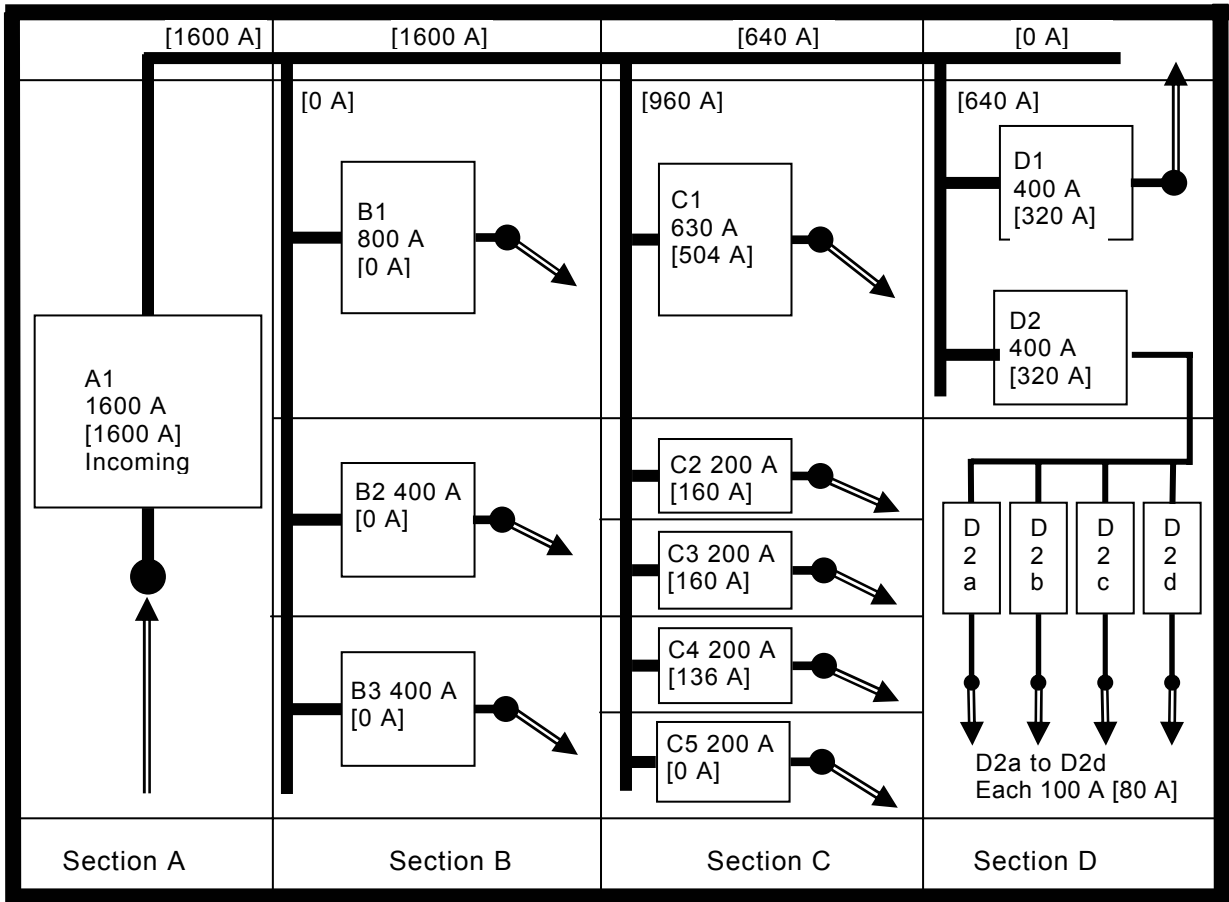 [1600 A]
[1600 A]
[640 A]
[0 A]
[0 A]
[960 A]
[640 A]
A1
1600 A
[1600 A]
Incoming
B1
800 A
[0 A]
B2 400 A
[0 A]
B3 400 A
[0 A]
C1
630 A
[504 A]
C2 200 A
[160 A]
C3 200 A
[160 A]
C4 200 A
[136 A]
C5 200 A
[0 A]
D1
400 A
[320 A]
D2
400 A
[320 A]
D
2
a
D
2
b
D
2
c
D
2
d
D2a to D2d
Each 100 A [80 A]
Section A
Section B
Section C
Section D